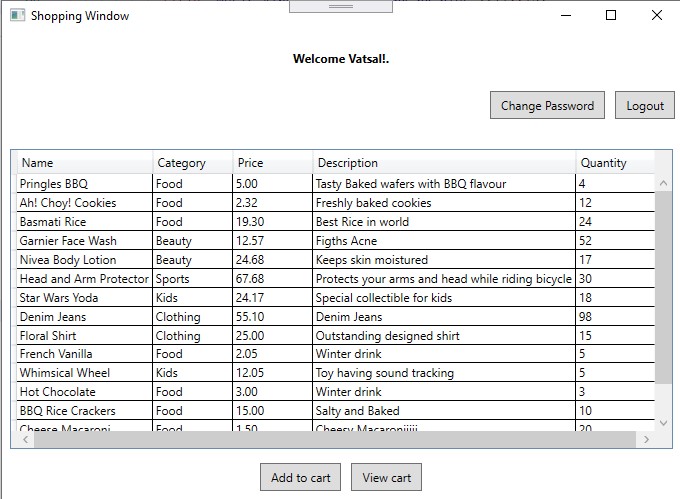 Shopping Window
Welcome Vatsal!.
Change Password Logout
Name Category Price Description Quantity
Pringles BBQ Food 5.00 Tasty Baked wafers with BBQ flavour 4
Ah! Choy! Cookies Food 2.32 Freshly baked cookies 12
Basmati Rice Food 19.30 Best Rice in world 24
Garnier Face Wash Beauty 12.57 Figths Acne 52
Nivea Body Lotion Beauty 24.68 Keeps skin moistured 17
Head and Arm Protector Sports 67.68 Protects your arms and head while riding bicycle 30
Star Wars Yoda Kids 24.17 Special collectible for kids 18
Denim Jeans Clothing 55.10 Denim Jeans 98
Floral Shirt Clothing 25.00 Outstanding designed shirt 15
French Vanilla Food 2.05 Winter drink 5
Whimsical Wheel Kids 12.05 Toy having sound tracking 5
Hot Chocolate Food 3.00 Winter drink 3
BBQ Rice Crackers Food 15.00 Salty and Baked 10
Cheese Macaroni Food 1.50 Cheesy Macaroniiiii 20
Add to cart View cart